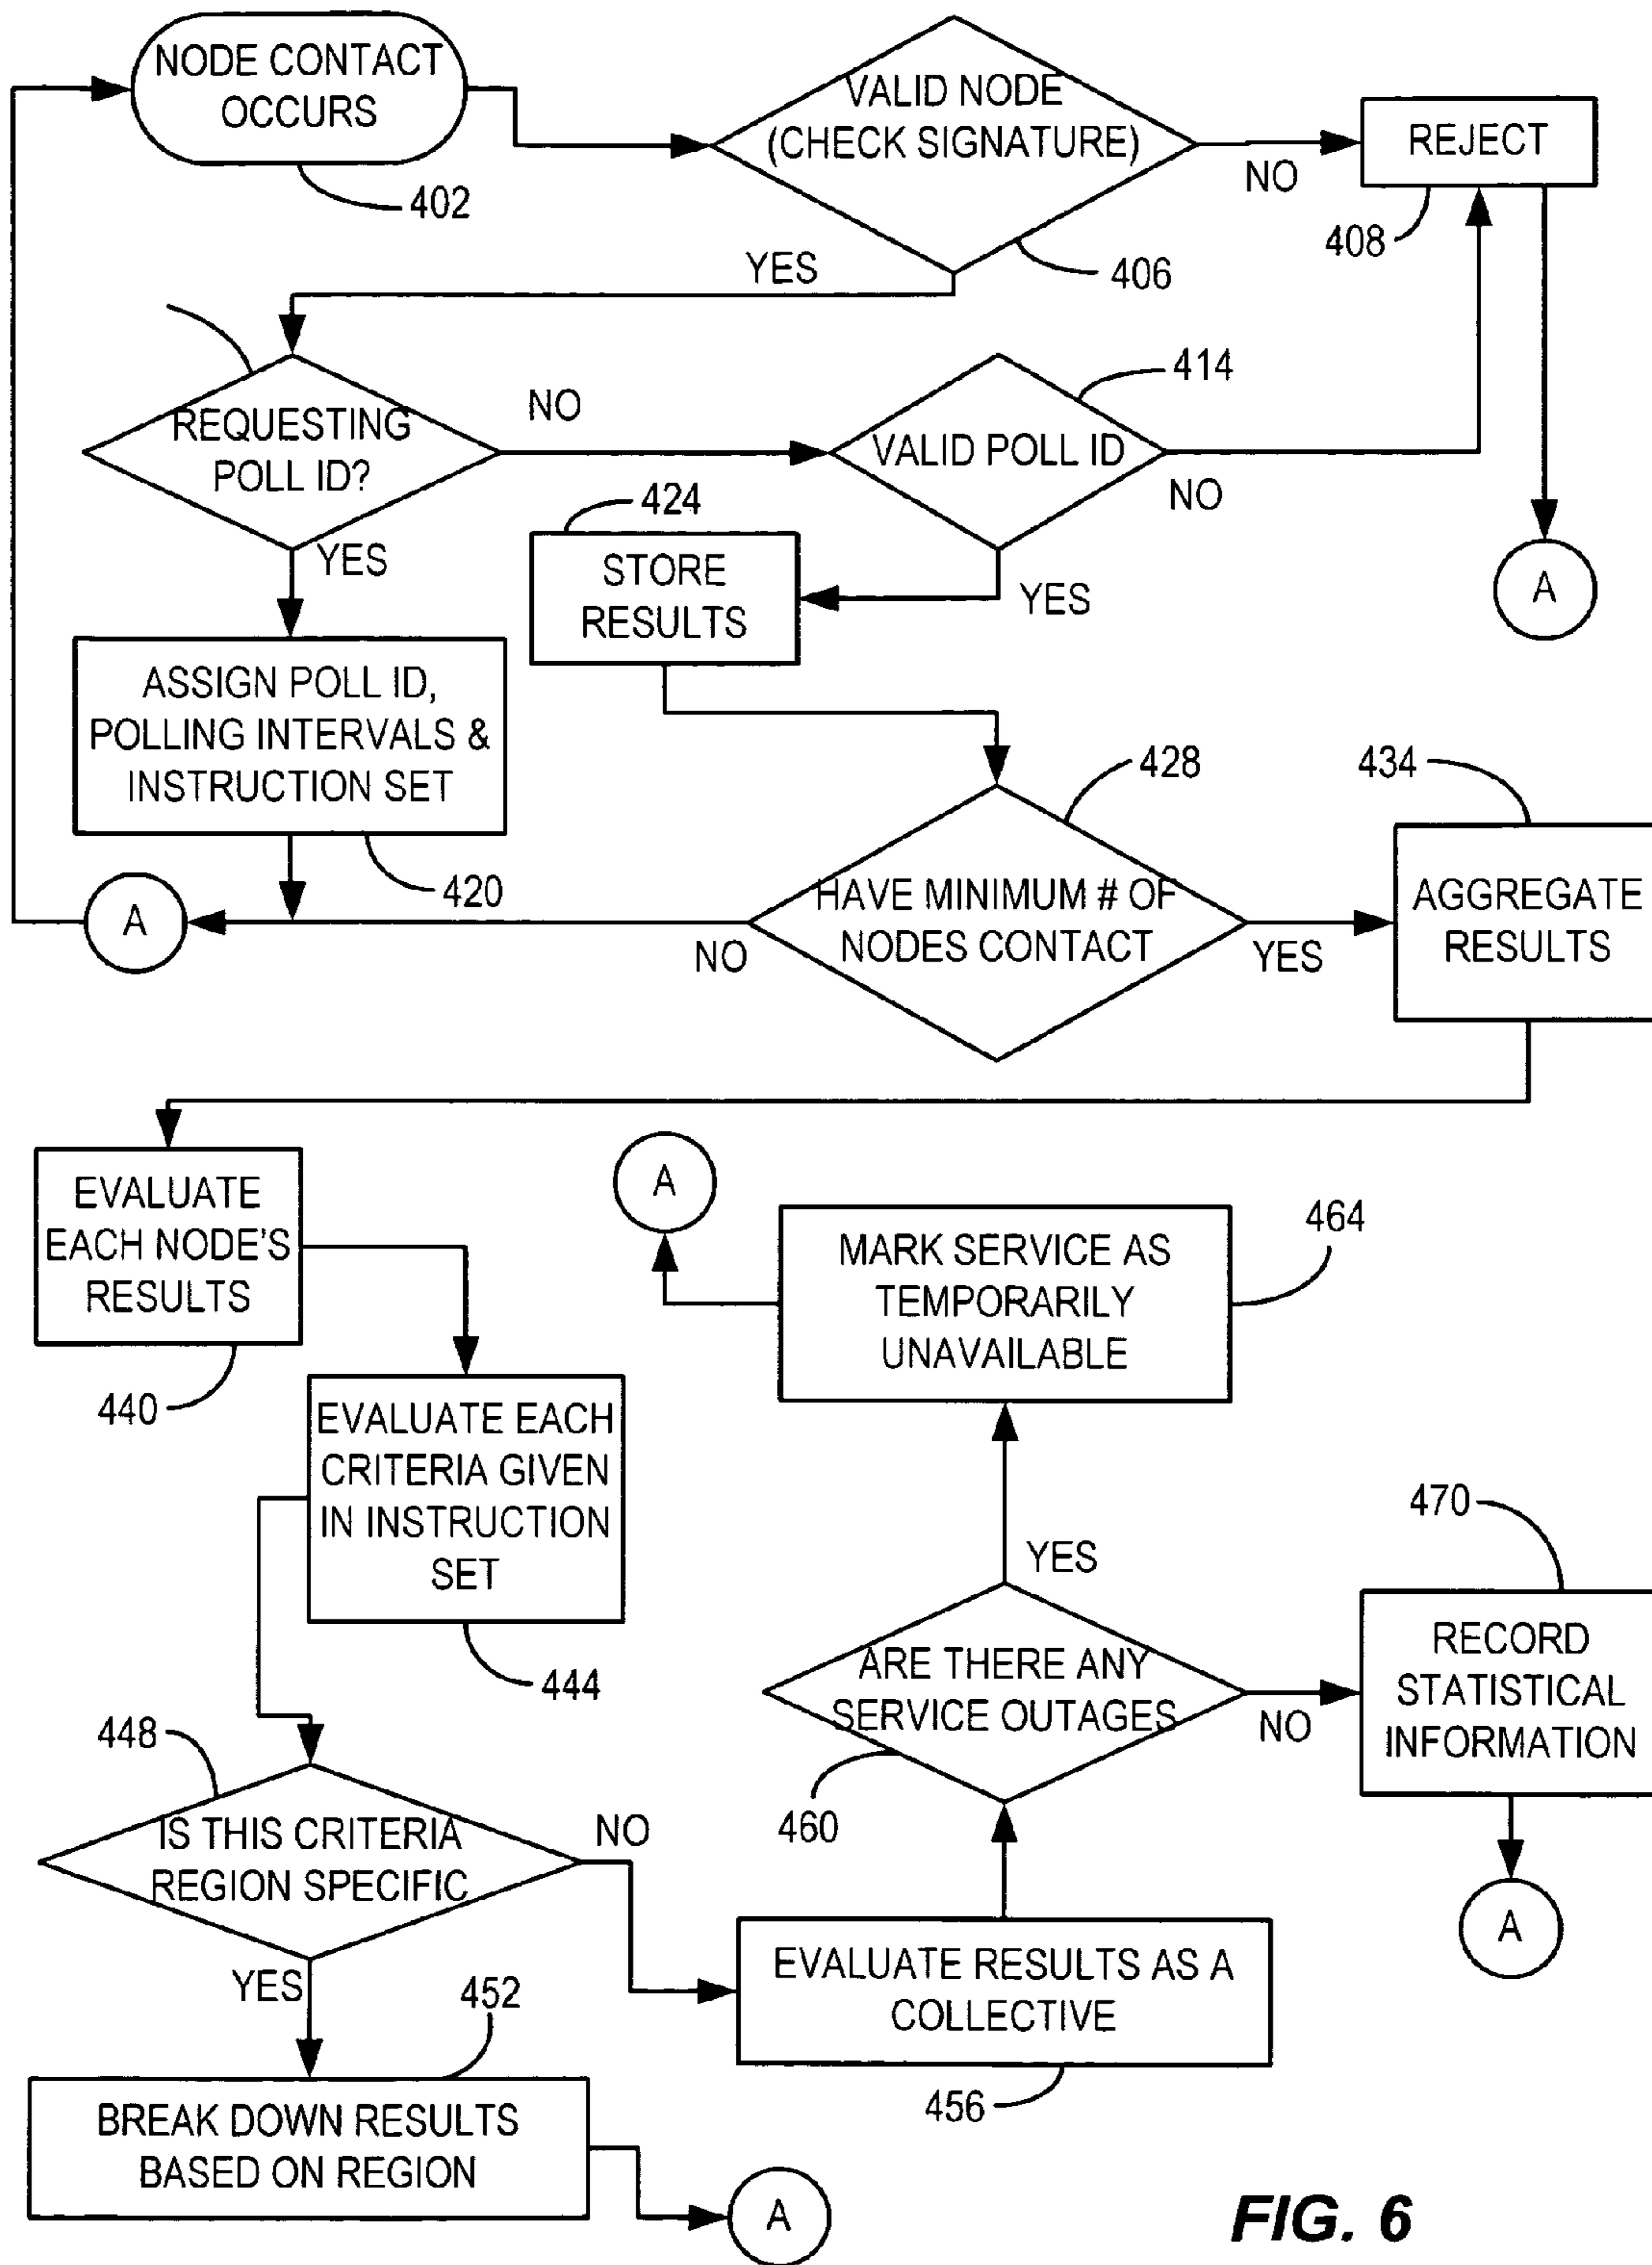 NODE CONTACT
OCCURS
402
VALID NODE
(CHECK SIGNATURE)
406
NO
REJECT
408
YES
A
REQUESTING
POLL ID?
NO
YES
VALID POLL ID
414
NO
YES
424
STORE
RESULTS
ASSIGN POLL ID,
POLLING INTERVALS &
INSTRUCTION SET
420
A
HAVE MINIMUM # OF
NODES CONTACT
428
NO
YES
434
AGGREGATE
RESULTS
EVALUATE
EACH NODE'S
RESULTS
440
EVALUATE EACH
CRITERIA GIVEN
IN INSTRUCTION
SET
444
A
MARK SERVICE AS
TEMPORARILY
UNAVAILABLE
464
YES
ARE THERE ANY
SERVICE OUTAGES
460
NO
470
RECORD
STATISTICAL
INFORMATION
A
448
IS THIS CRITERIA
REGION SPECIFIC
NO
YES
EVALUATE RESULTS AS A
COLLECTIVE
456
452
BREAK DOWN RESULTS
BASED ON REGION
A
FIG. 6